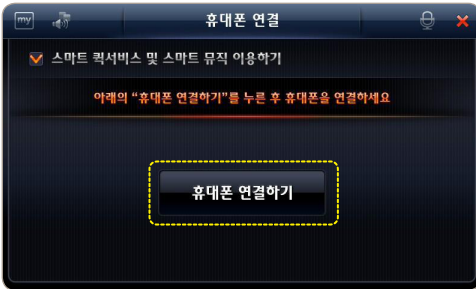 my 휴대폰 연결
스마트 퀵서비스 및 스마트 뮤직 이용하기
아래의 “휴대폰 연결하기”를 누른 후 휴대폰을 연결하세요
휴대폰 연결하기